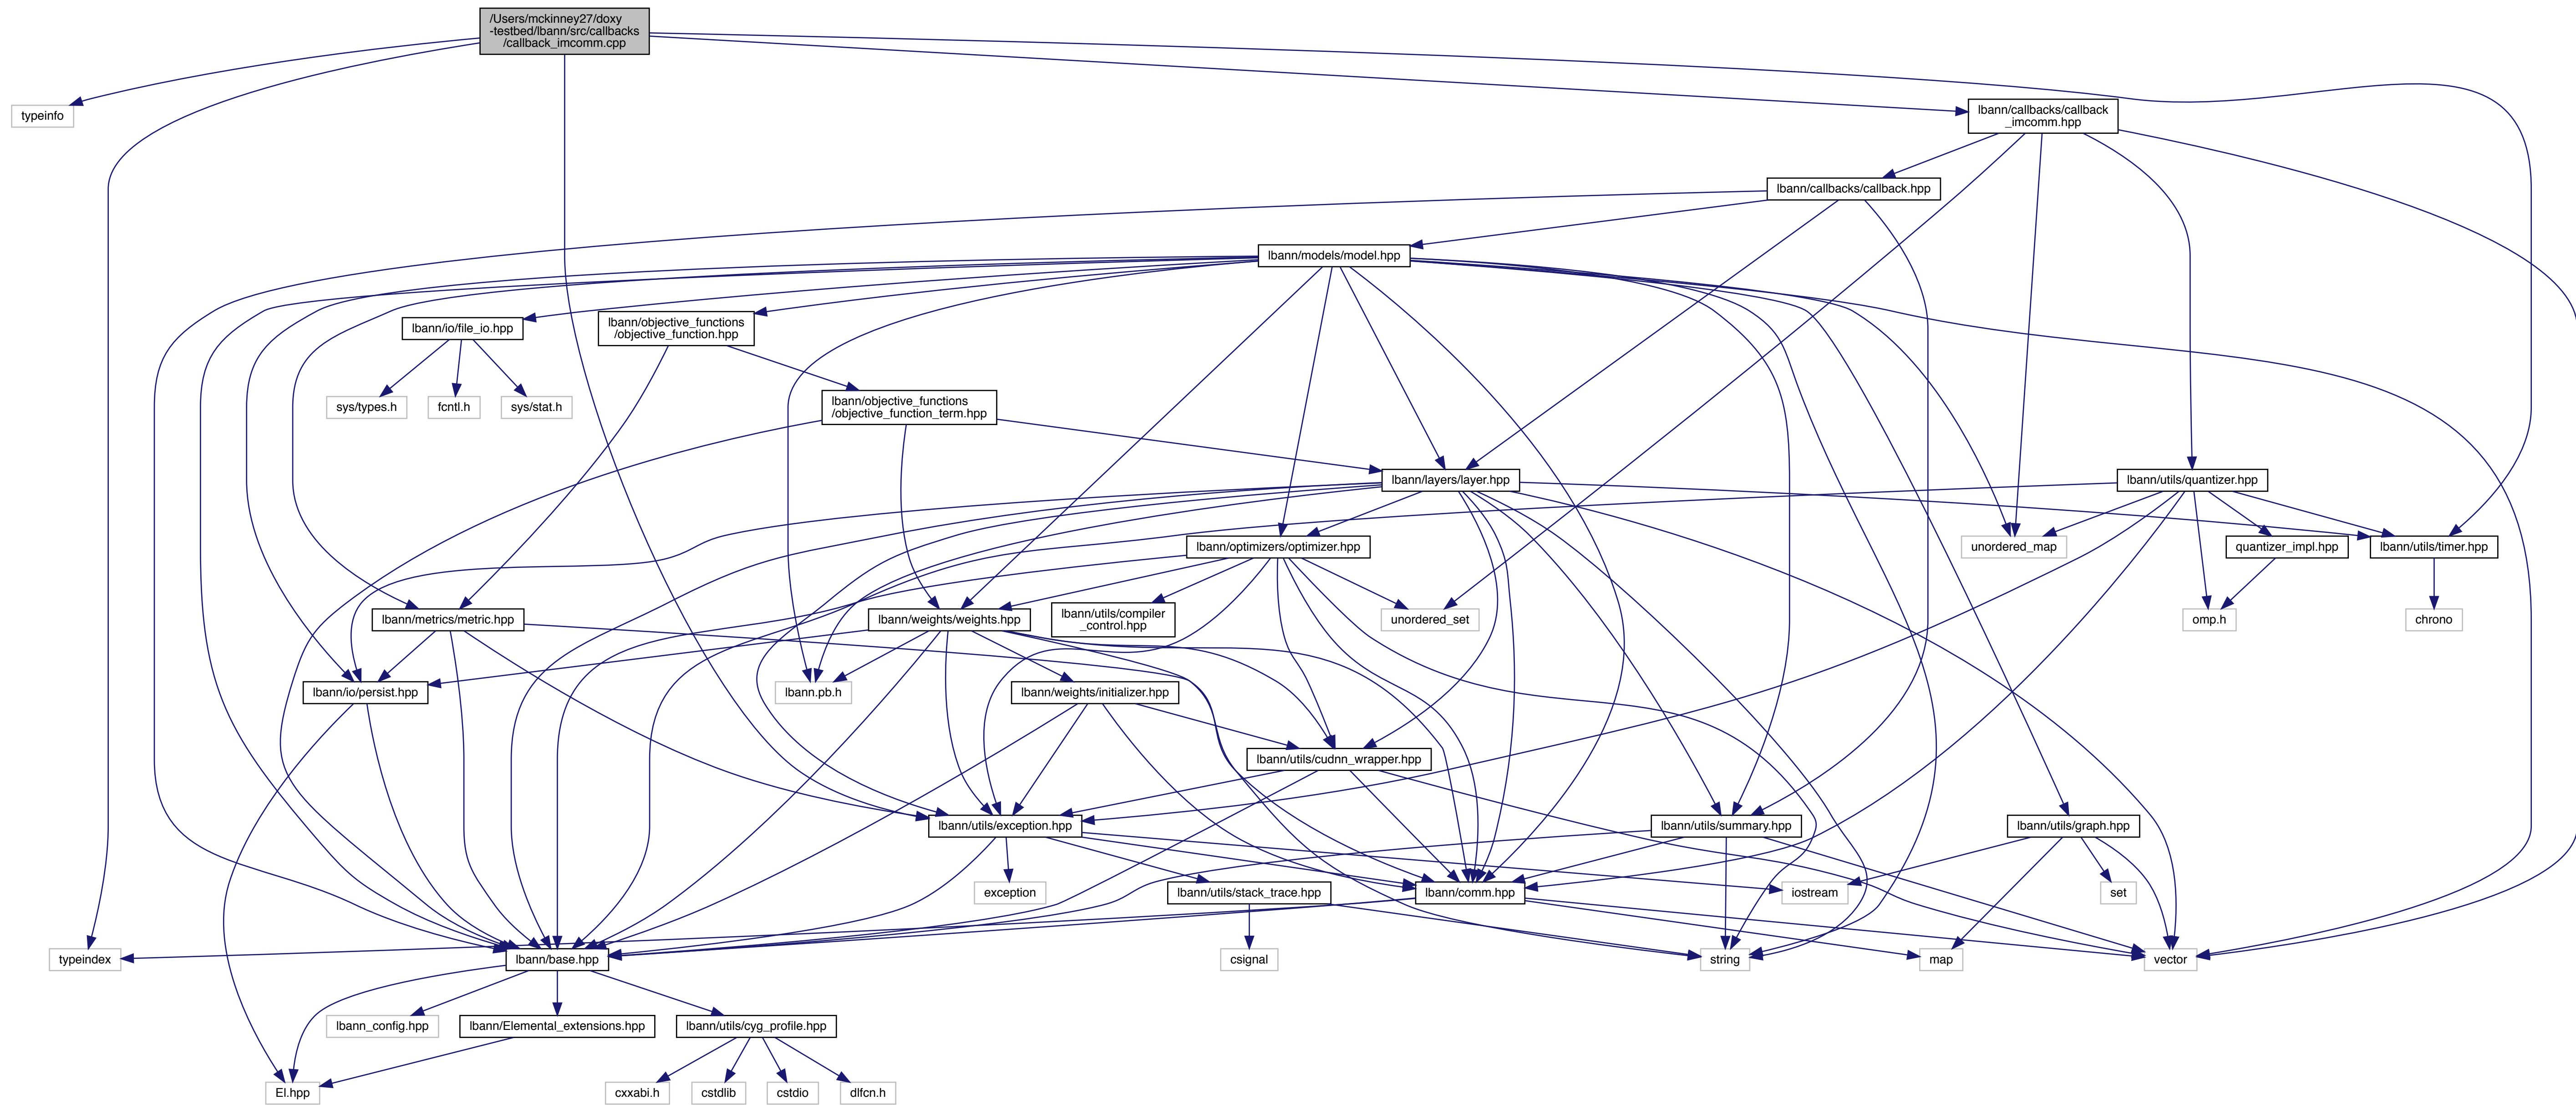 /Users/mckinney27/doxy
-testbed/lbann/src/callbacks
/callback_imcomm.cpp
typeinfo
lbann/callbacks/callback
_imcomm.hpp
lbann/callbacks/callback.hpp
lbann/models/model.hpp
lbann/io/file_io.hpp
lbann/objective_functions
/objective_function.hpp
sys/types.h
fcntl.h
sys/stat.h
lbann/objective_functions
/objective_function_term.hpp
lbann/layers/layer.hpp
lbann/utils/quantizer.hpp
lbann/optimizers/optimizer.hpp
unordered_map
quantizer_impl.hpp
lbann/utils/timer.hpp
lbann/metrics/metric.hpp
lbann/weights/weights.hpp
lbann/utils/compiler
_control.hpp
unordered_set
omp.h
chrono
lbann/io/persist.hpp
lbann.pb.h
lbann/weights/initializer.hpp
lbann/utils/cudnn_wrapper.hpp
lbann/utils/exception.hpp
lbann/utils/summary.hpp
lbann/utils/graph.hpp
exception
lbann/utils/stack_trace.hpp
lbann/comm.hpp
iostream
set
typeindex
lbann/base.hpp
csignal
string
map
vector
lbann_config.hpp
lbann/Elemental_extensions.hpp
lbann/utils/cyg_profile.hpp
El.hpp
cxxabi.h
cstdlib
cstdio
dlfcn.h